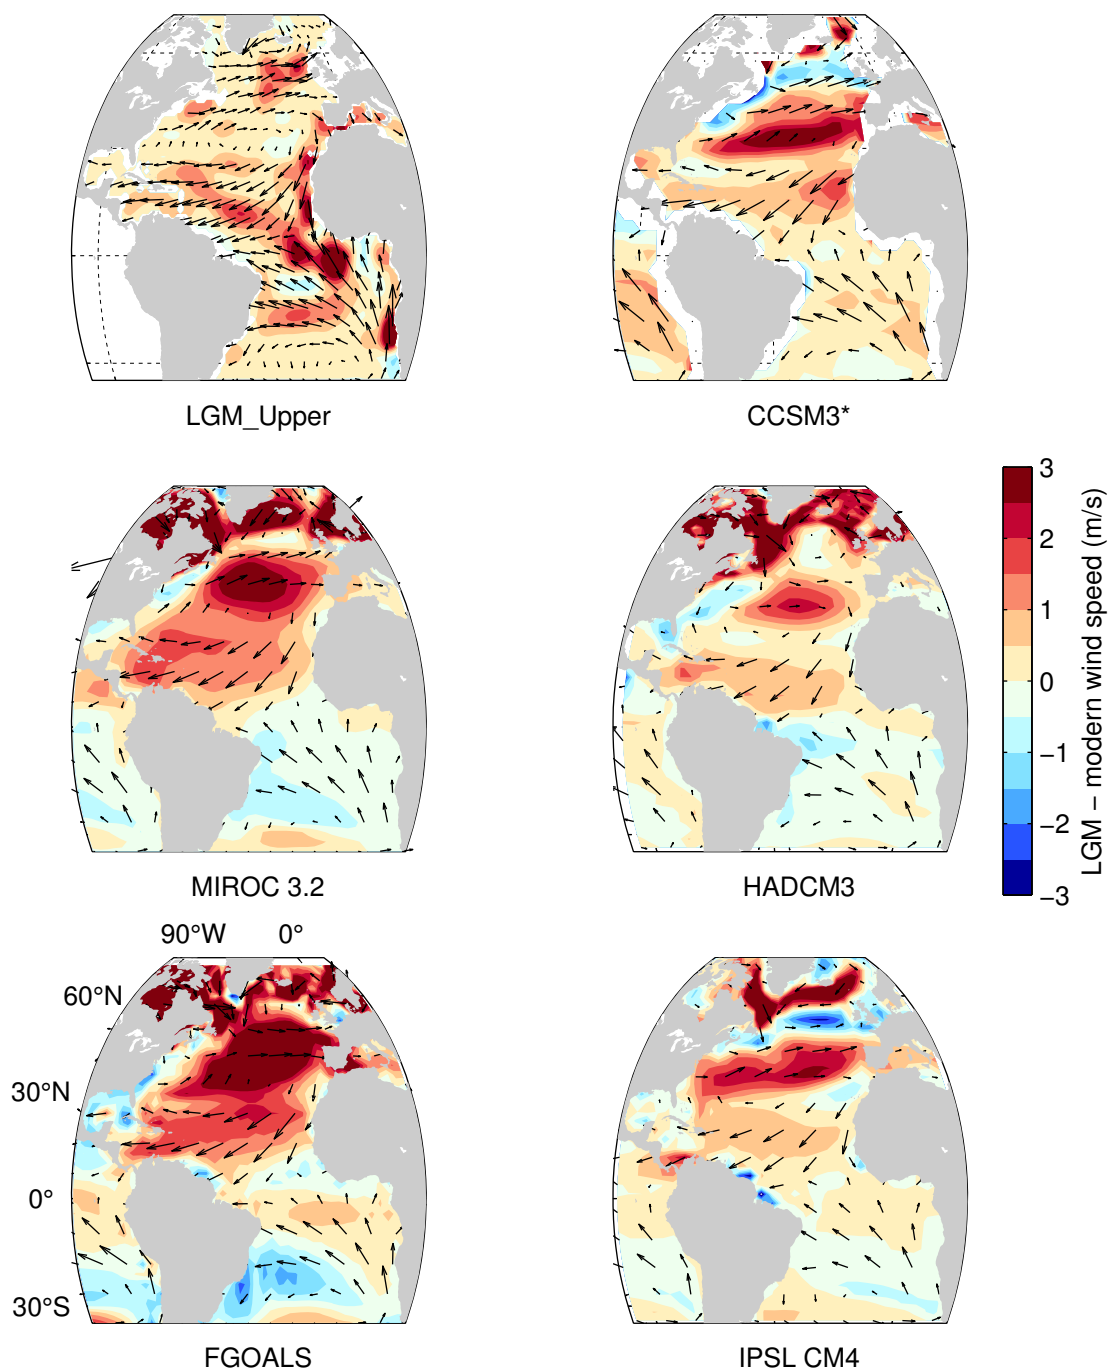 LGM_Upper
CCSM3*
MIROC 3.2
HADCM3
3
2
1
0
−1
−2
−3
LGM − modern wind speed (m/s)
90°W 0°
60°N
30°N
0°
30°S
FGOALS
IPSL CM4